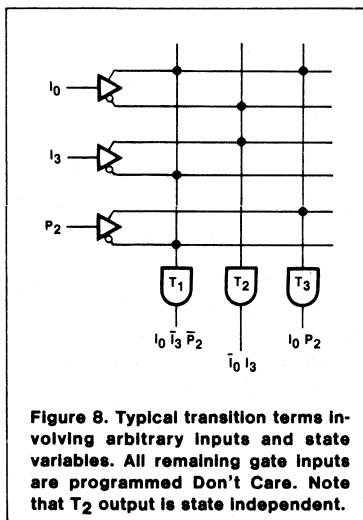 I₀
I₃
P₂
T₁ T₂ T₃
I₀ Ī₃ P̄₂ I₀ P₂
Ī₀ I₃
Figure 8. Typical transition terms in-
volving arbitrary inputs and state
variables. All remaining gate inputs
are programmed Don't Care. Note
that T₂ output is state independent.